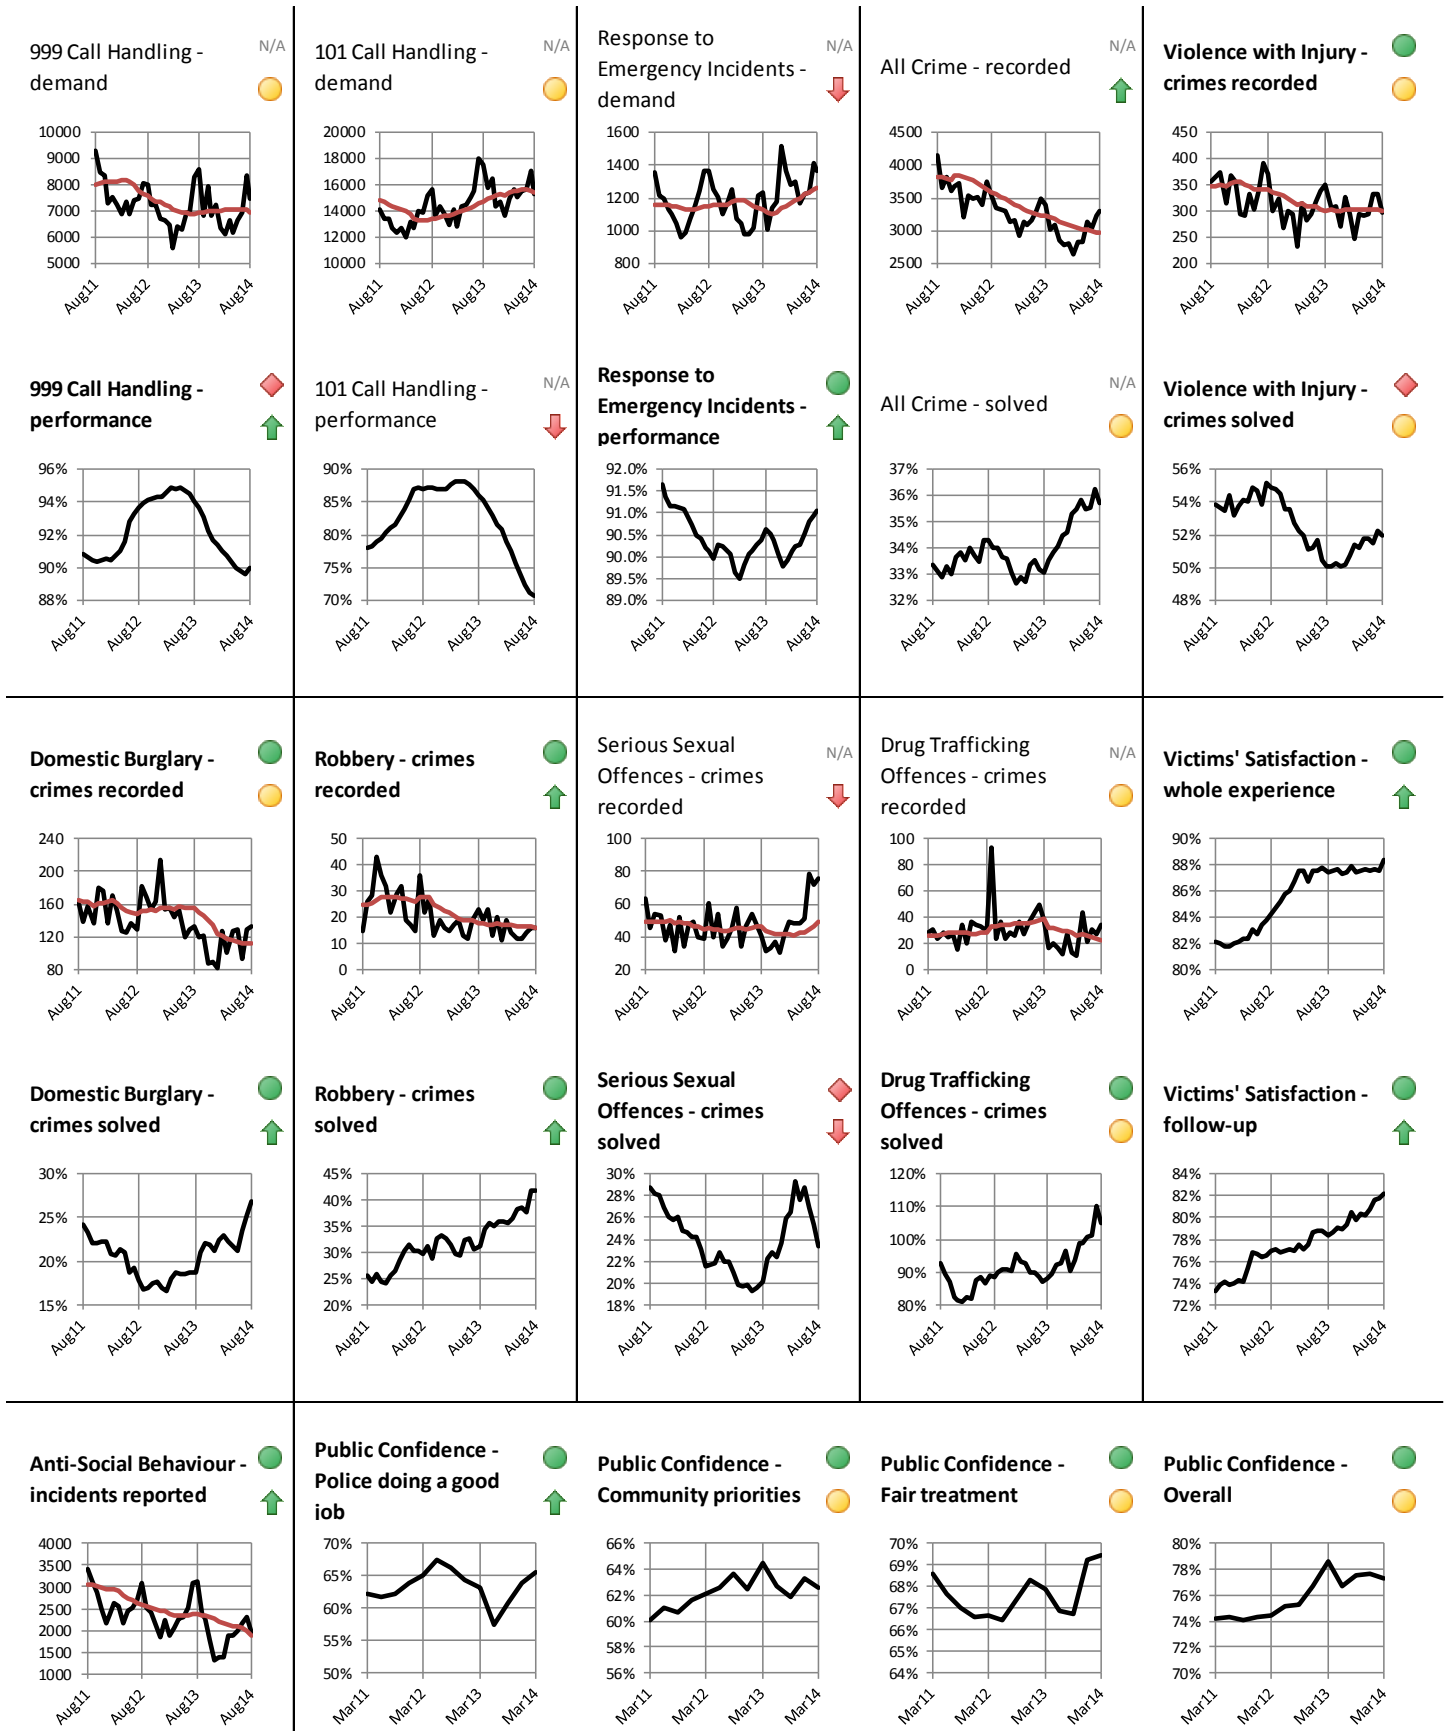 999 Call Handling -
demand
N/A
10000
9000
8000
7000
6000
5000
Aug11
Aug12
Aug13
Aug14
101 Call Handling -
demand
N/A
20000
18000
16000
14000
12000
10000
Aug11
Aug12
Aug13
Aug14
Response to
Emergency Incidents -
demand
N/A
1600
1400
1200
1000
800
Aug11
Aug12
Aug13
Aug14
All Crime - recorded
N/A
4500
4000
3500
3000
2500
Aug11
Aug12
Aug13
Aug14
Violence with Injury -
crimes recorded
450
400
350
300
250
200
Aug11
Aug12
Aug13
Aug14
999 Call Handling -
performance
96%
94%
92%
90%
88%
Aug11
Aug12
Aug13
Aug14
101 Call Handling -
performance
N/A
90%
85%
80%
75%
70%
Aug11
Aug12
Aug13
Aug14
Response to
Emergency Incidents -
performance
92.0%
91.5%
91.0%
90.5%
90.0%
89.5%
89.0%
Aug11
Aug12
Aug13
Aug14
All Crime - solved
N/A
37%
36%
35%
34%
33%
32%
Aug11
Aug12
Aug13
Aug14
Violence with Injury -
crimes solved
56%
54%
52%
50%
48%
Aug11
Aug12
Aug13
Aug14
Domestic Burglary -
crimes recorded
240
200
160
120
80
Aug11
Aug12
Aug13
Aug14
Robbery - crimes
recorded
50
40
30
20
10
0
Aug11
Aug12
Aug13
Aug14
Serious Sexual
Offences - crimes
recorded
N/A
100
80
60
40
20
Aug11
Aug12
Aug13
Aug14
Drug Trafficking
Offences - crimes
recorded
N/A
100
80
60
40
20
0
Aug11
Aug12
Aug13
Aug14
Victims' Satisfaction -
whole experience
90%
88%
86%
84%
82%
80%
Aug11
Aug12
Aug13
Aug14
Domestic Burglary -
crimes solved
30%
25%
20%
15%
Aug11
Aug12
Aug13
Aug14
Robbery - crimes
solved
45%
40%
35%
30%
25%
20%
Aug11
Aug12
Aug13
Aug14
Serious Sexual
Offences - crimes
solved
30%
28%
26%
24%
22%
20%
18%
Aug11
Aug12
Aug13
Aug14
Drug Trafficking
Offences - crimes
solved
120%
110%
100%
90%
80%
Aug11
Aug12
Aug13
Aug14
Victims' Satisfaction -
follow-up
84%
82%
80%
78%
76%
74%
72%
Aug11
Aug12
Aug13
Aug14
Anti-Social Behaviour -
incidents reported
4000
3500
3000
2500
2000
1500
1000
Aug11
Aug12
Aug13
Aug14
Public Confidence -
Police doing a good
job
70%
65%
60%
55%
50%
Mar11
Mar12
Mar13
Mar14
Public Confidence -
Community priorities
66%
64%
62%
60%
58%
56%
Mar11
Mar12
Mar13
Mar14
Public Confidence -
Fair treatment
70%
69%
68%
67%
66%
65%
64%
Mar11
Mar12
Mar13
Mar14
Public Confidence -
Overall
80%
78%
76%
74%
72%
70%
Mar11
Mar12
Mar13
Mar14